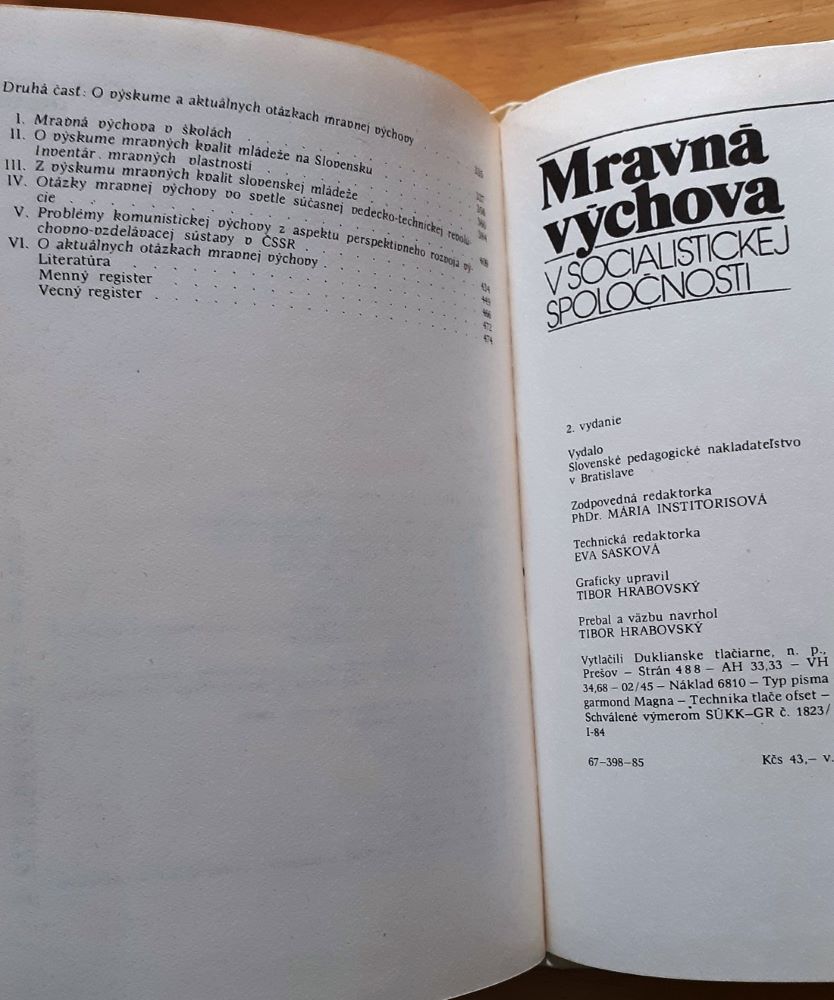 Druhá časť: O výskume a aktuálnych otázkach mravnej výchovy
I. Mravná výchova v školách
II. O výskume mravných kvalít mládeže na Slovensku
Inventár mravných vlastností
III. Z výskumu mravných kvalít slovenskej mládeže
IV. Otázky mravnej výchovy vo svetle súčasnej vedecko-technickej revolú-
cie
V. Problémy komunistickej výchovy z aspektu perspektívneho rozvoja vý-
chovno-vzdelávacej sústavy v ČSSR
VI. O aktuálnych otázkach mravnej výchovy
Literatúra
Menný register . . . 472
Vecný register . . . 474
Mravná
výchova
V SOCIALISTICKEJ
SPOLOČNOSTI
2. vydanie
Vydalo
Slovenské pedagogické nakladateľstvo
v Bratislave
Zodpovedná redaktorka
PhDr. MÁRIA INSTITORISOVÁ
Technická redaktorka
EVA SASKOVÁ
Graficky upravil
TIBOR HRABOVSKÝ
Prebal a väzbu navrhol
TIBOR HRABOVSKÝ
Vytlačili Duklianske tlačiarne, n. p.,
Prešov – Strán 488 – AH 33,33 – VH
34,68 – 02/45 – Náklad 6810 – Typ písma
garmond Magna – Technika tlače ofset –
Schválené výmerom SÚKK–GR č. 1823/
I-84
67–398–85 Kčs 43,– v.